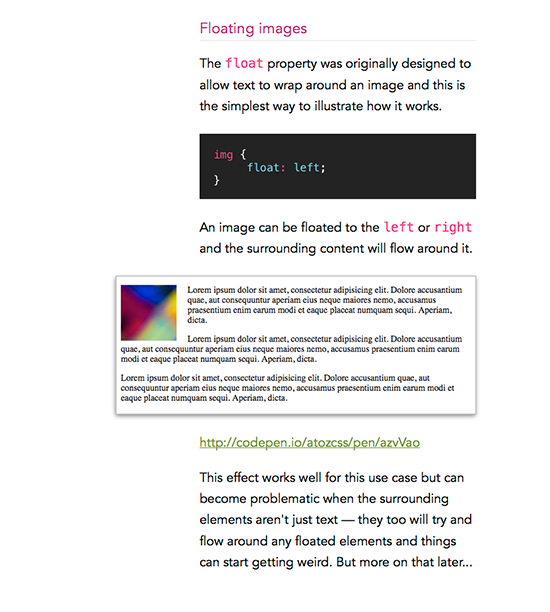 Floating images
The float property was originally designed to
allow text to wrap around an image and this is
the simplest way to illustrate how it works.
img {
float: left;
}
An image can be floated to the left or right
and the surrounding content will flow around it.
Lorem ipsum dolor sit amet, consectetur adipisicing elit. Dolore accusantium
quae, aut consequuntur aperiam eius neque maiores nemo, accusamus
praesentium enim earum modi et eaque placeat numquam sequi. Aperiam,
dicta.
Lorem ipsum dolor sit amet, consectetur adipisicing elit. Dolore accusantium
quae, aut consequuntur aperiam eius neque maiores nemo, accusamus praesentium enim earum
modi et eaque placeat numquam sequi. Aperiam, dicta.
Lorem ipsum dolor sit amet, consectetur adipisicing elit. Dolore accusantium quae, aut
consequuntur aperiam eius neque maiores nemo, accusamus praesentium enim earum modi et
eaque placeat numquam sequi. Aperiam, dicta.
http://codepen.io/atozcss/pen/azvVao
This effect works well for this use case but can
become problematic when the surrounding
elements aren't just text — they too will try and
flow around any floated elements and things
can start getting weird. But more on that later...